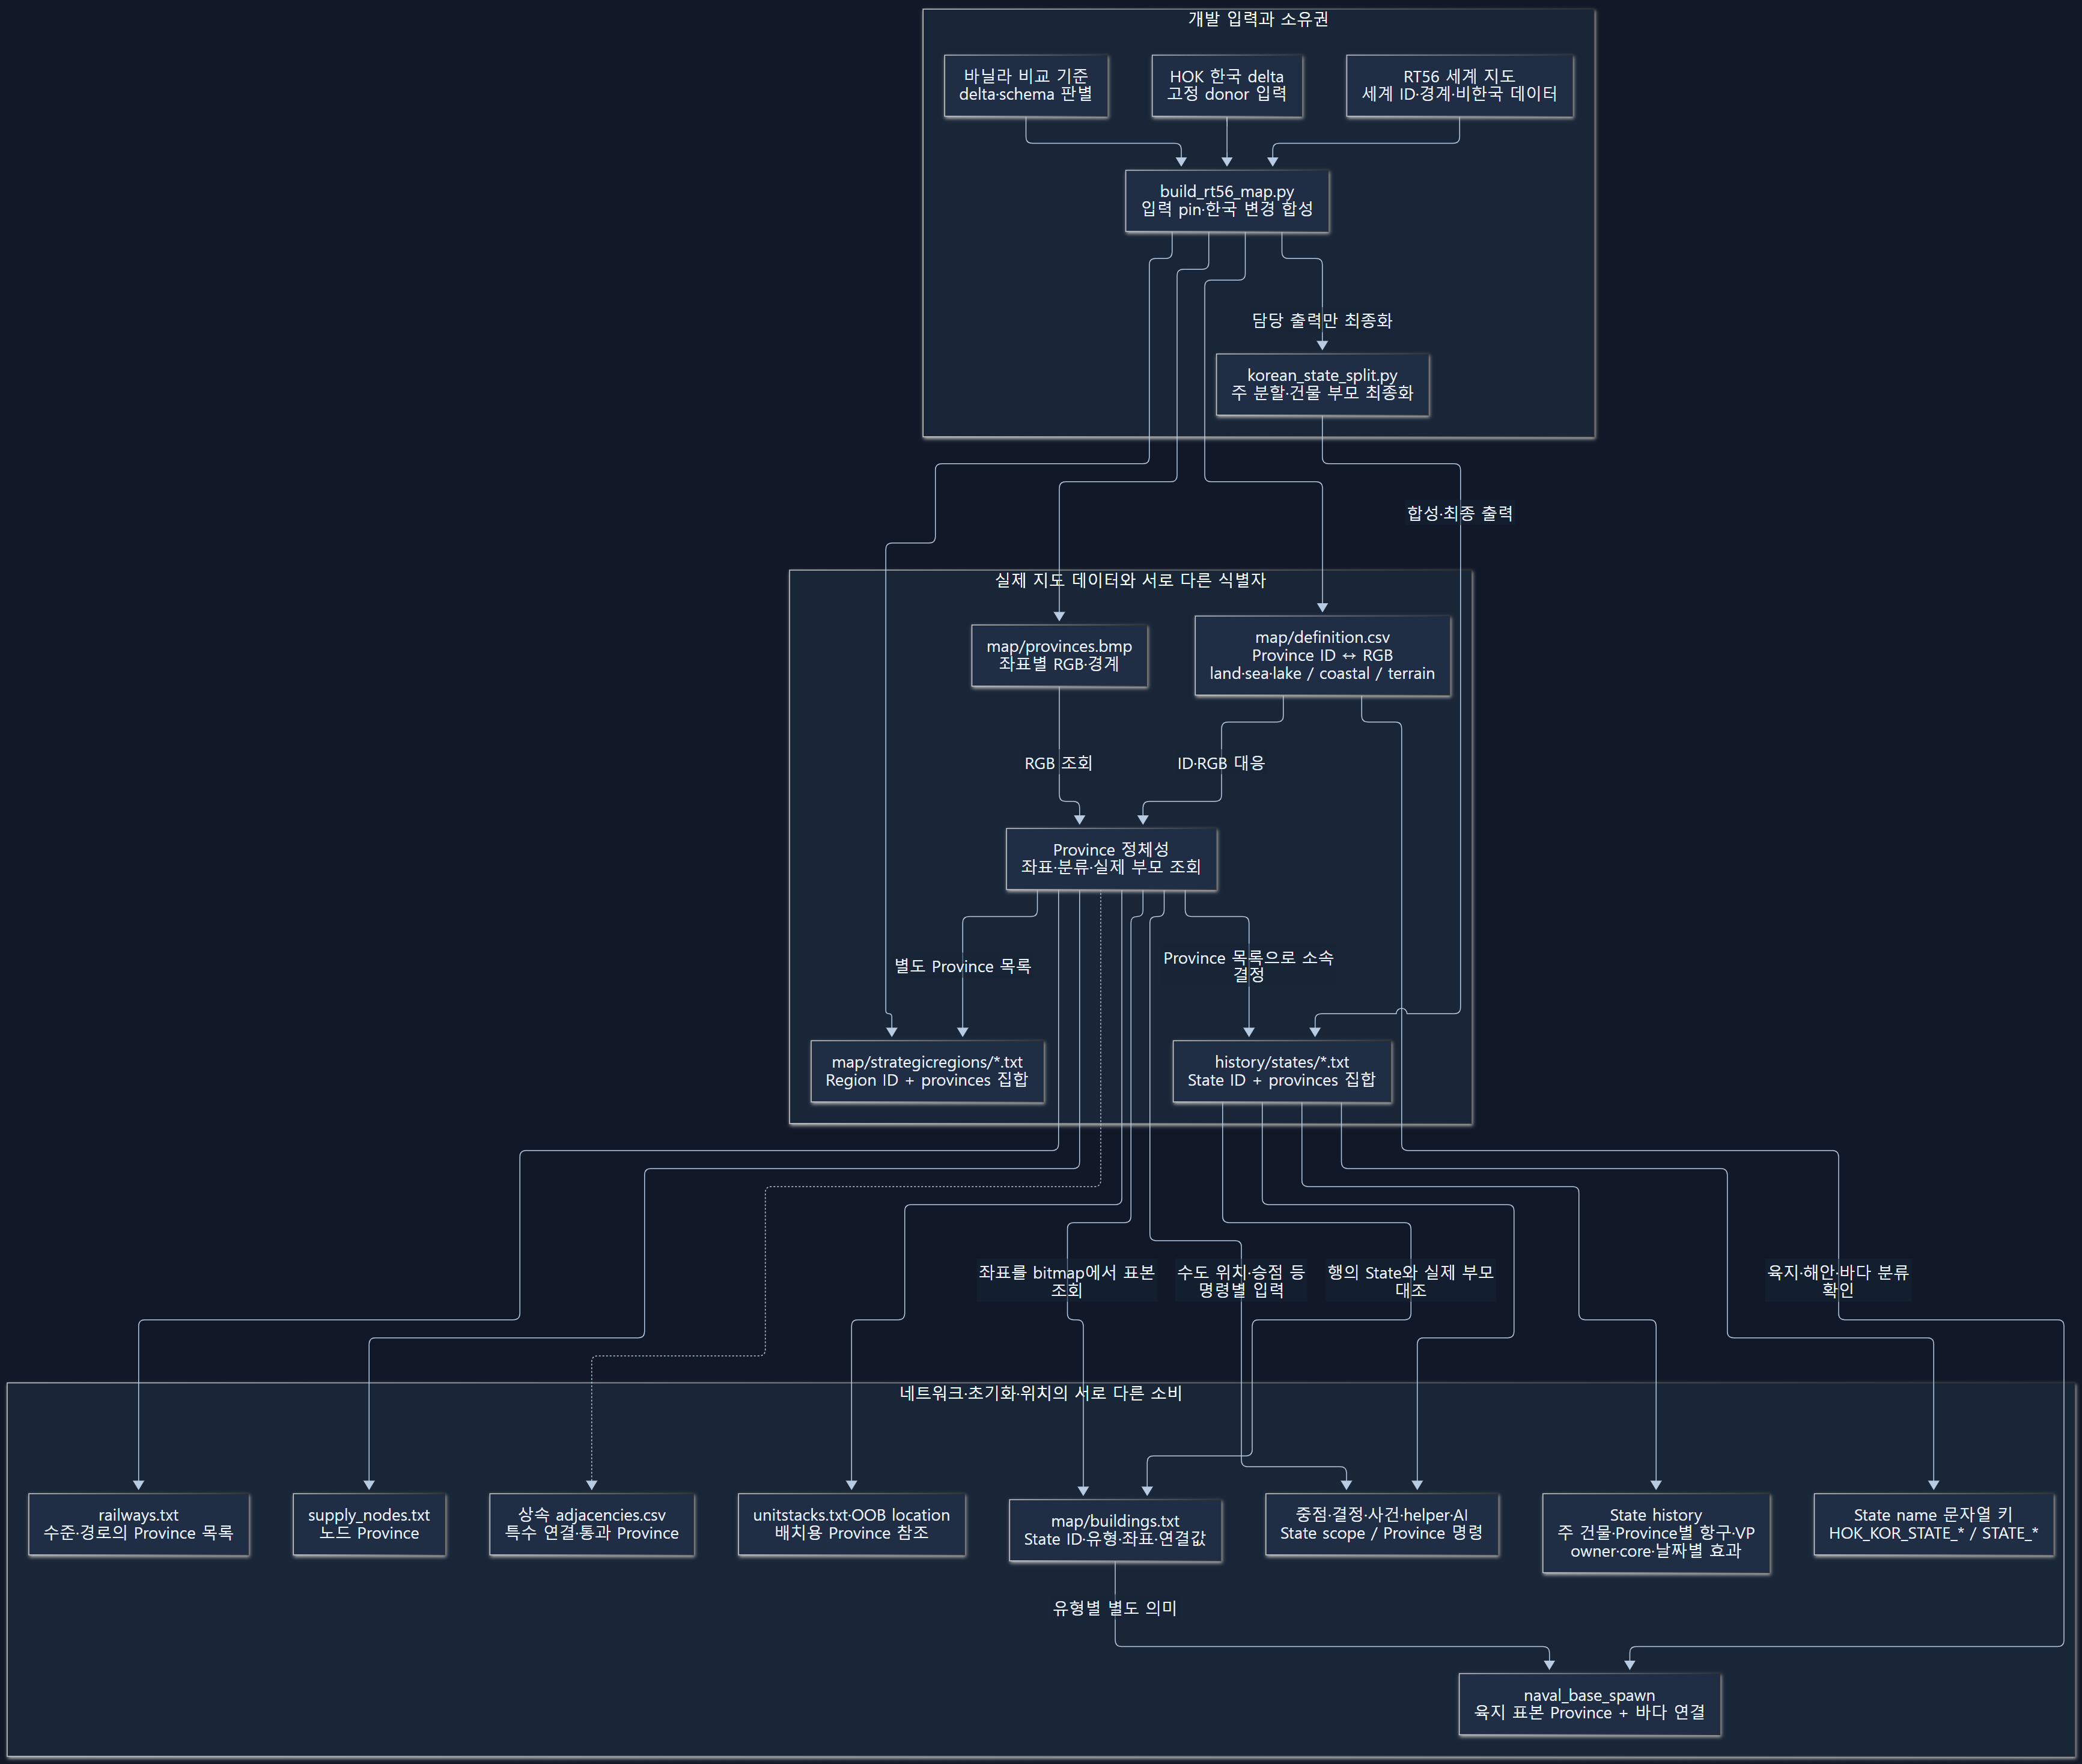 개발 입력과 소유권
바닐라 비교 기준
delta·schema 판별
HOK 한국 delta
고정 donor 입력
RT56 세계 지도
세계 ID·경계·비한국 데이터
build_rt56_map.py
입력 pin·한국 변경 합성
담당 출력만 최종화
korean_state_split.py
주 분할·건물 부모 최종화
합성·최종 출력
실제 지도 데이터와 서로 다른 식별자
map/provinces.bmp
좌표별 RGB·경계
map/definition.csv
Province ID ↔ RGB
land·sea·lake / coastal / terrain
RGB 조회
ID·RGB 대응
Province 정체성
좌표·분류·실제 부모 조회
별도 Province 목록
Province 목록으로 소속
결정
map/strategicregions/*.txt
Region ID + provinces 집합
history/states/*.txt
State ID + provinces 집합
좌표를 bitmap에서 표본
조회
수도 위치·승점 등
명령별 입력
행의 State와 실제 부모
대조
육지·해안·바다 분류
확인
네트워크·초기화·위치의 서로 다른 소비
railways.txt
수준·경로의 Province 목록
supply_nodes.txt
노드 Province
상속 adjacencies.csv
특수 연결·통과 Province
unitstacks.txt·OOB location
배치용 Province 참조
map/buildings.txt
State ID·유형·좌표·연결값
중점·결정·사건·helper·AI
State scope / Province 명령
State history
주 건물·Province별 항구·VP
owner·core·날짜별 효과
State name 문자열 키
HOK_KOR_STATE_* / STATE_*
유형별 별도 의미
naval_base_spawn
육지 표본 Province + 바다 연결